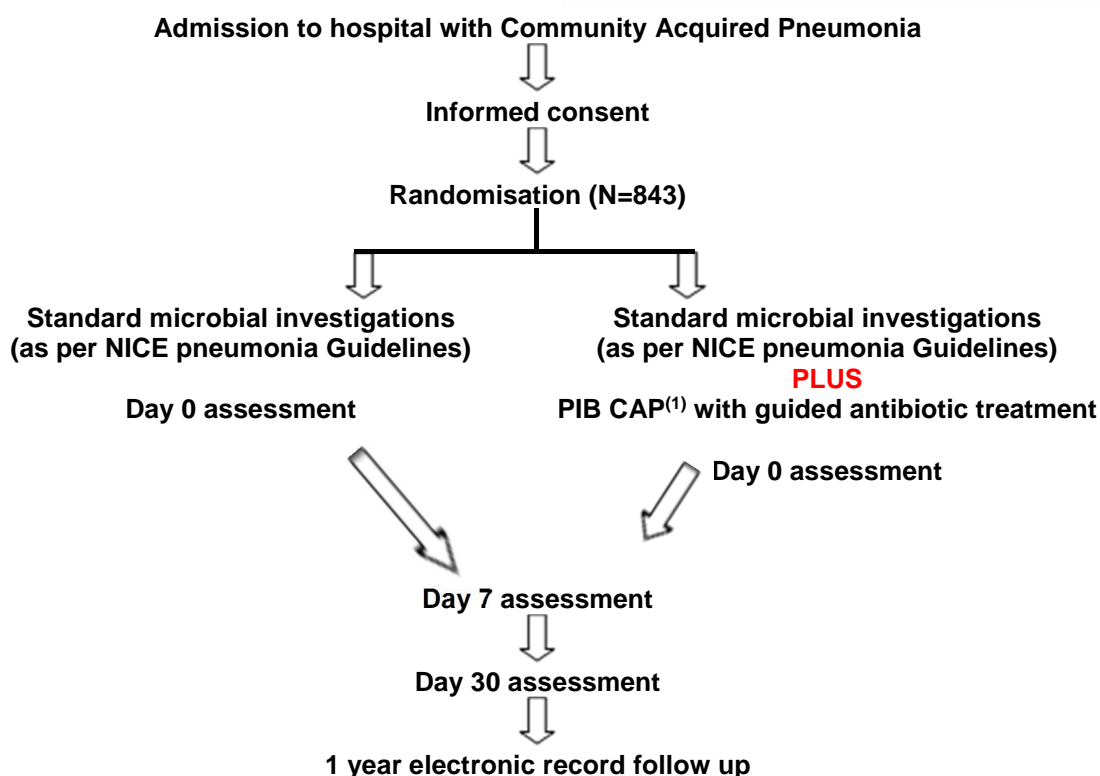 Admission to hospital with Community Acquired Pneumonia
Informed consent
Randomisation (N=843)
Standard microbial investigations
(as per NICE pneumonia Guidelines)
Day 0 assessment
Standard microbial investigations
(as per NICE pneumonia Guidelines)
PLUS
PIB CAP(1) with guided antibiotic treatment
Day 0 assessment
Day 7 assessment
Day 30 assessment
1 year electronic record follow up